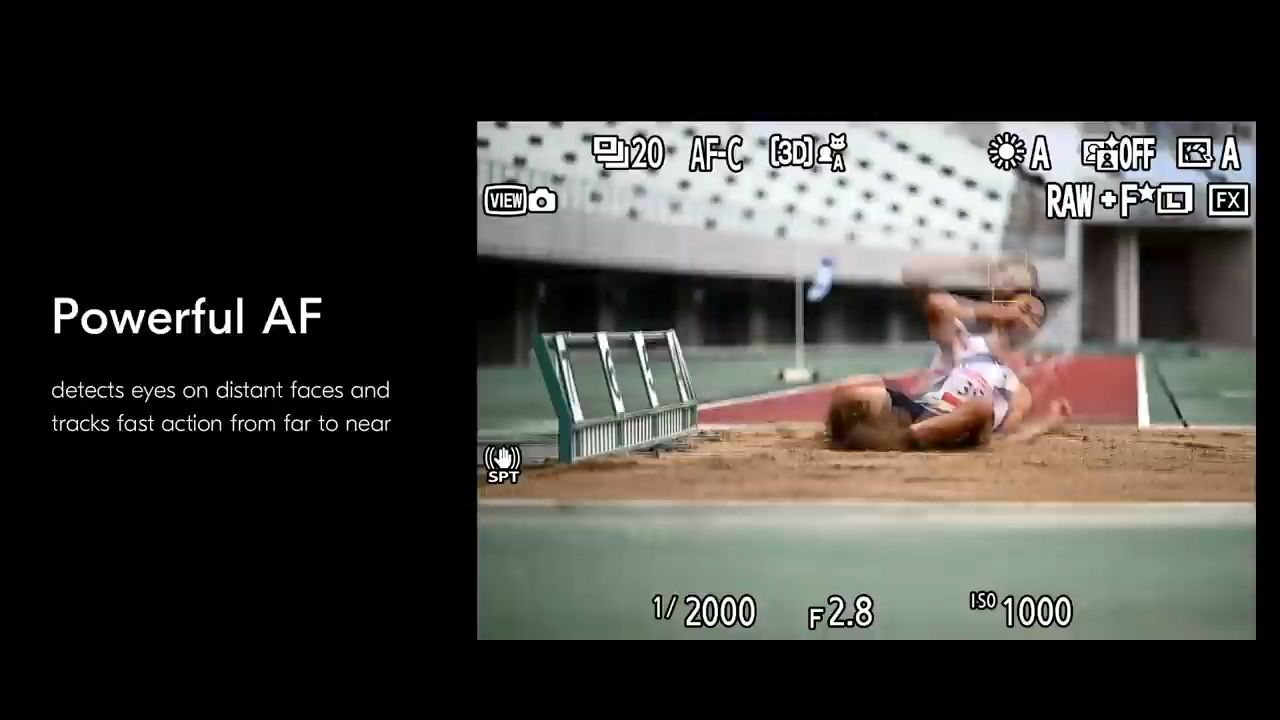 Powerful AF
detects eyes on distant faces and
tracks fast action from far to near
20 AF-C [3D] A A OFF A
VIEW RAW+F★ L FX
SPT
1/2000 F2.8 ISO 1000